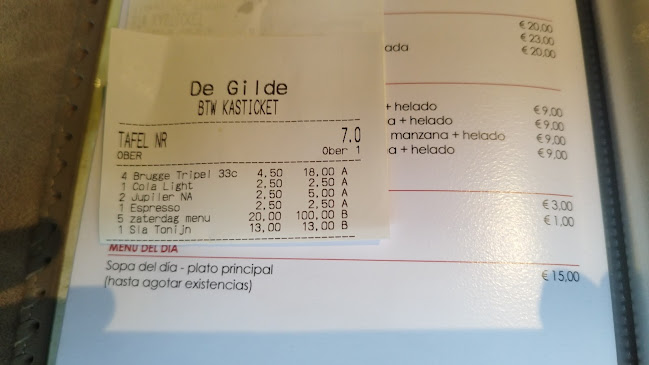 € 20,00
€ 23,00
ada € 20,00
De Gilde
BTW KASTICKET
TAFEL NR 7.0
OBER Ober 1
4 Brugge Tripel 33c 4,50 18,00 A
1 Cola Light 2,50 2,50 A
2 Jupiler NA 2,50 5,00 A
1 Espresso 2,50 2,50 A
5 zaterdag menu 20,00 100,00 B
1 Sla Tonijn 13,00 13,00 B
+ helado € 9,00
a + helado € 9,00
manzana + helado € 9,00
a + helado € 9,00
€ 3,00
€ 1,00
MENU DEL DIA
Sopa del día - plato principal € 15,00
(hasta agotar existencias)